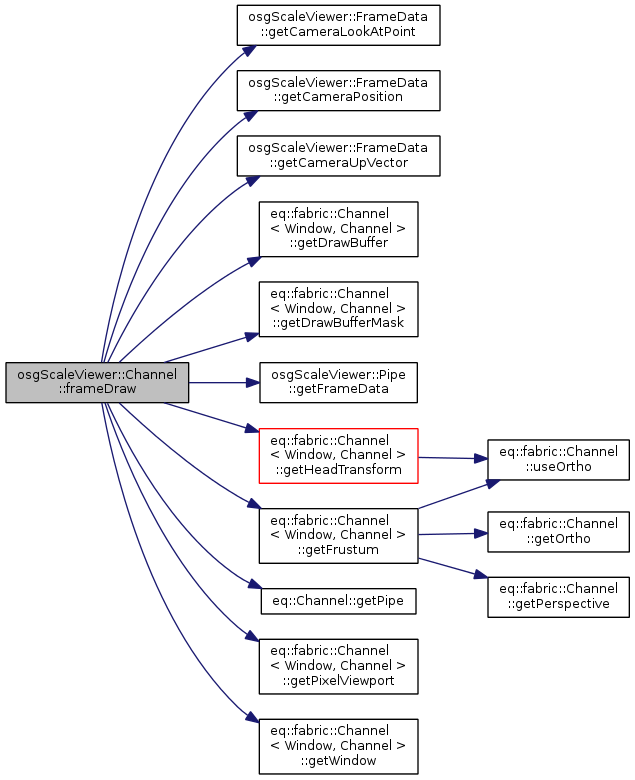 osgScaleViewer::FrameData
::getCameraLookAtPoint
osgScaleViewer::FrameData
::getCameraPosition
osgScaleViewer::FrameData
::getCameraUpVector
eq::fabric::Channel
< Window, Channel >
::getDrawBuffer
eq::fabric::Channel
< Window, Channel >
::getDrawBufferMask
osgScaleViewer::Channel
::frameDraw
osgScaleViewer::Pipe
::getFrameData
eq::fabric::Channel
< Window, Channel >
::getHeadTransform
eq::fabric::Channel
::useOrtho
eq::fabric::Channel
< Window, Channel >
::getFrustum
eq::fabric::Channel
::getOrtho
eq::fabric::Channel
::getPerspective
eq::Channel::getPipe
eq::fabric::Channel
< Window, Channel >
::getPixelViewport
eq::fabric::Channel
< Window, Channel >
::getWindow